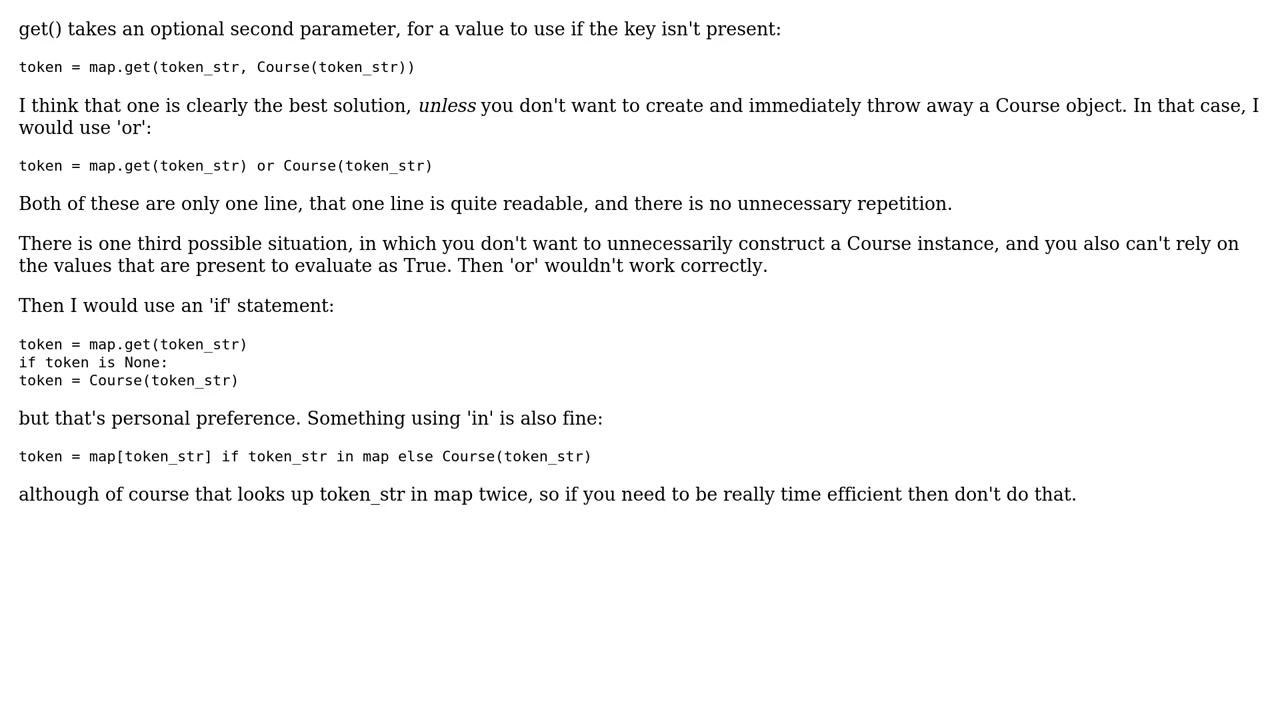 get() takes an optional second parameter, for a value to use if the key isn't present:
token = map.get(token_str, Course(token_str))
I think that one is clearly the best solution, unless you don't want to create and immediately throw away a Course object. In that case, I
would use 'or':
token = map.get(token_str) or Course(token_str)
Both of these are only one line, that one line is quite readable, and there is no unnecessary repetition.
There is one third possible situation, in which you don't want to unnecessarily construct a Course instance, and you also can't rely on
the values that are present to evaluate as True. Then 'or' wouldn't work correctly.
Then I would use an 'if' statement:
token = map.get(token_str)
if token is None:
token = Course(token_str)
but that's personal preference. Something using 'in' is also fine:
token = map[token_str] if token_str in map else Course(token_str)
although of course that looks up token_str in map twice, so if you need to be really time efficient then don't do that.